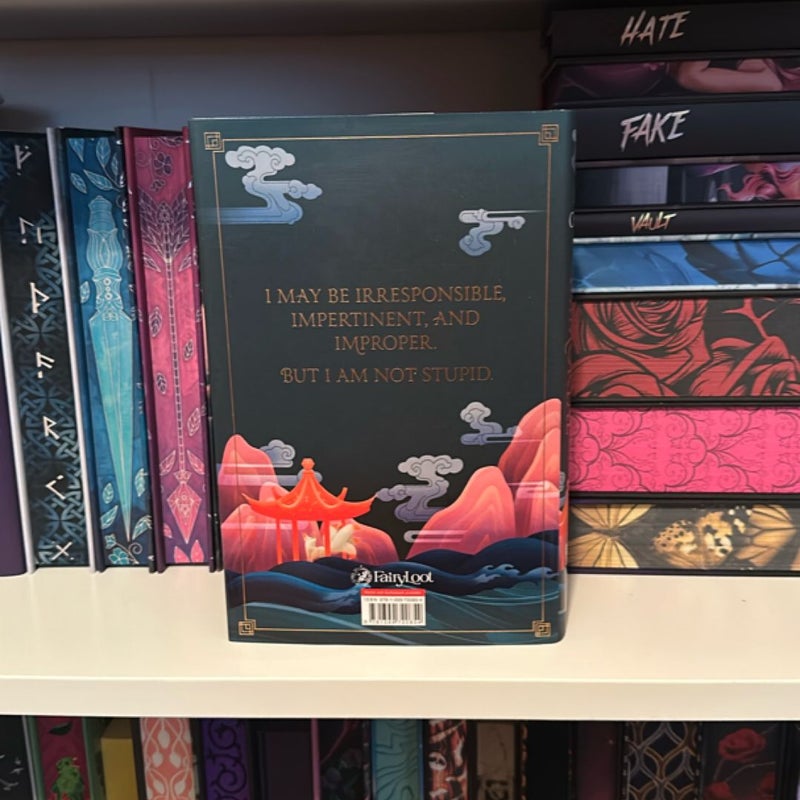 HATE
FAKE
VAULT
I MAY BE IRRESPONSIBLE,
IMPERTINENT, AND
IMPROPER.
BUT I AM NOT STUPID.
FairyLoot